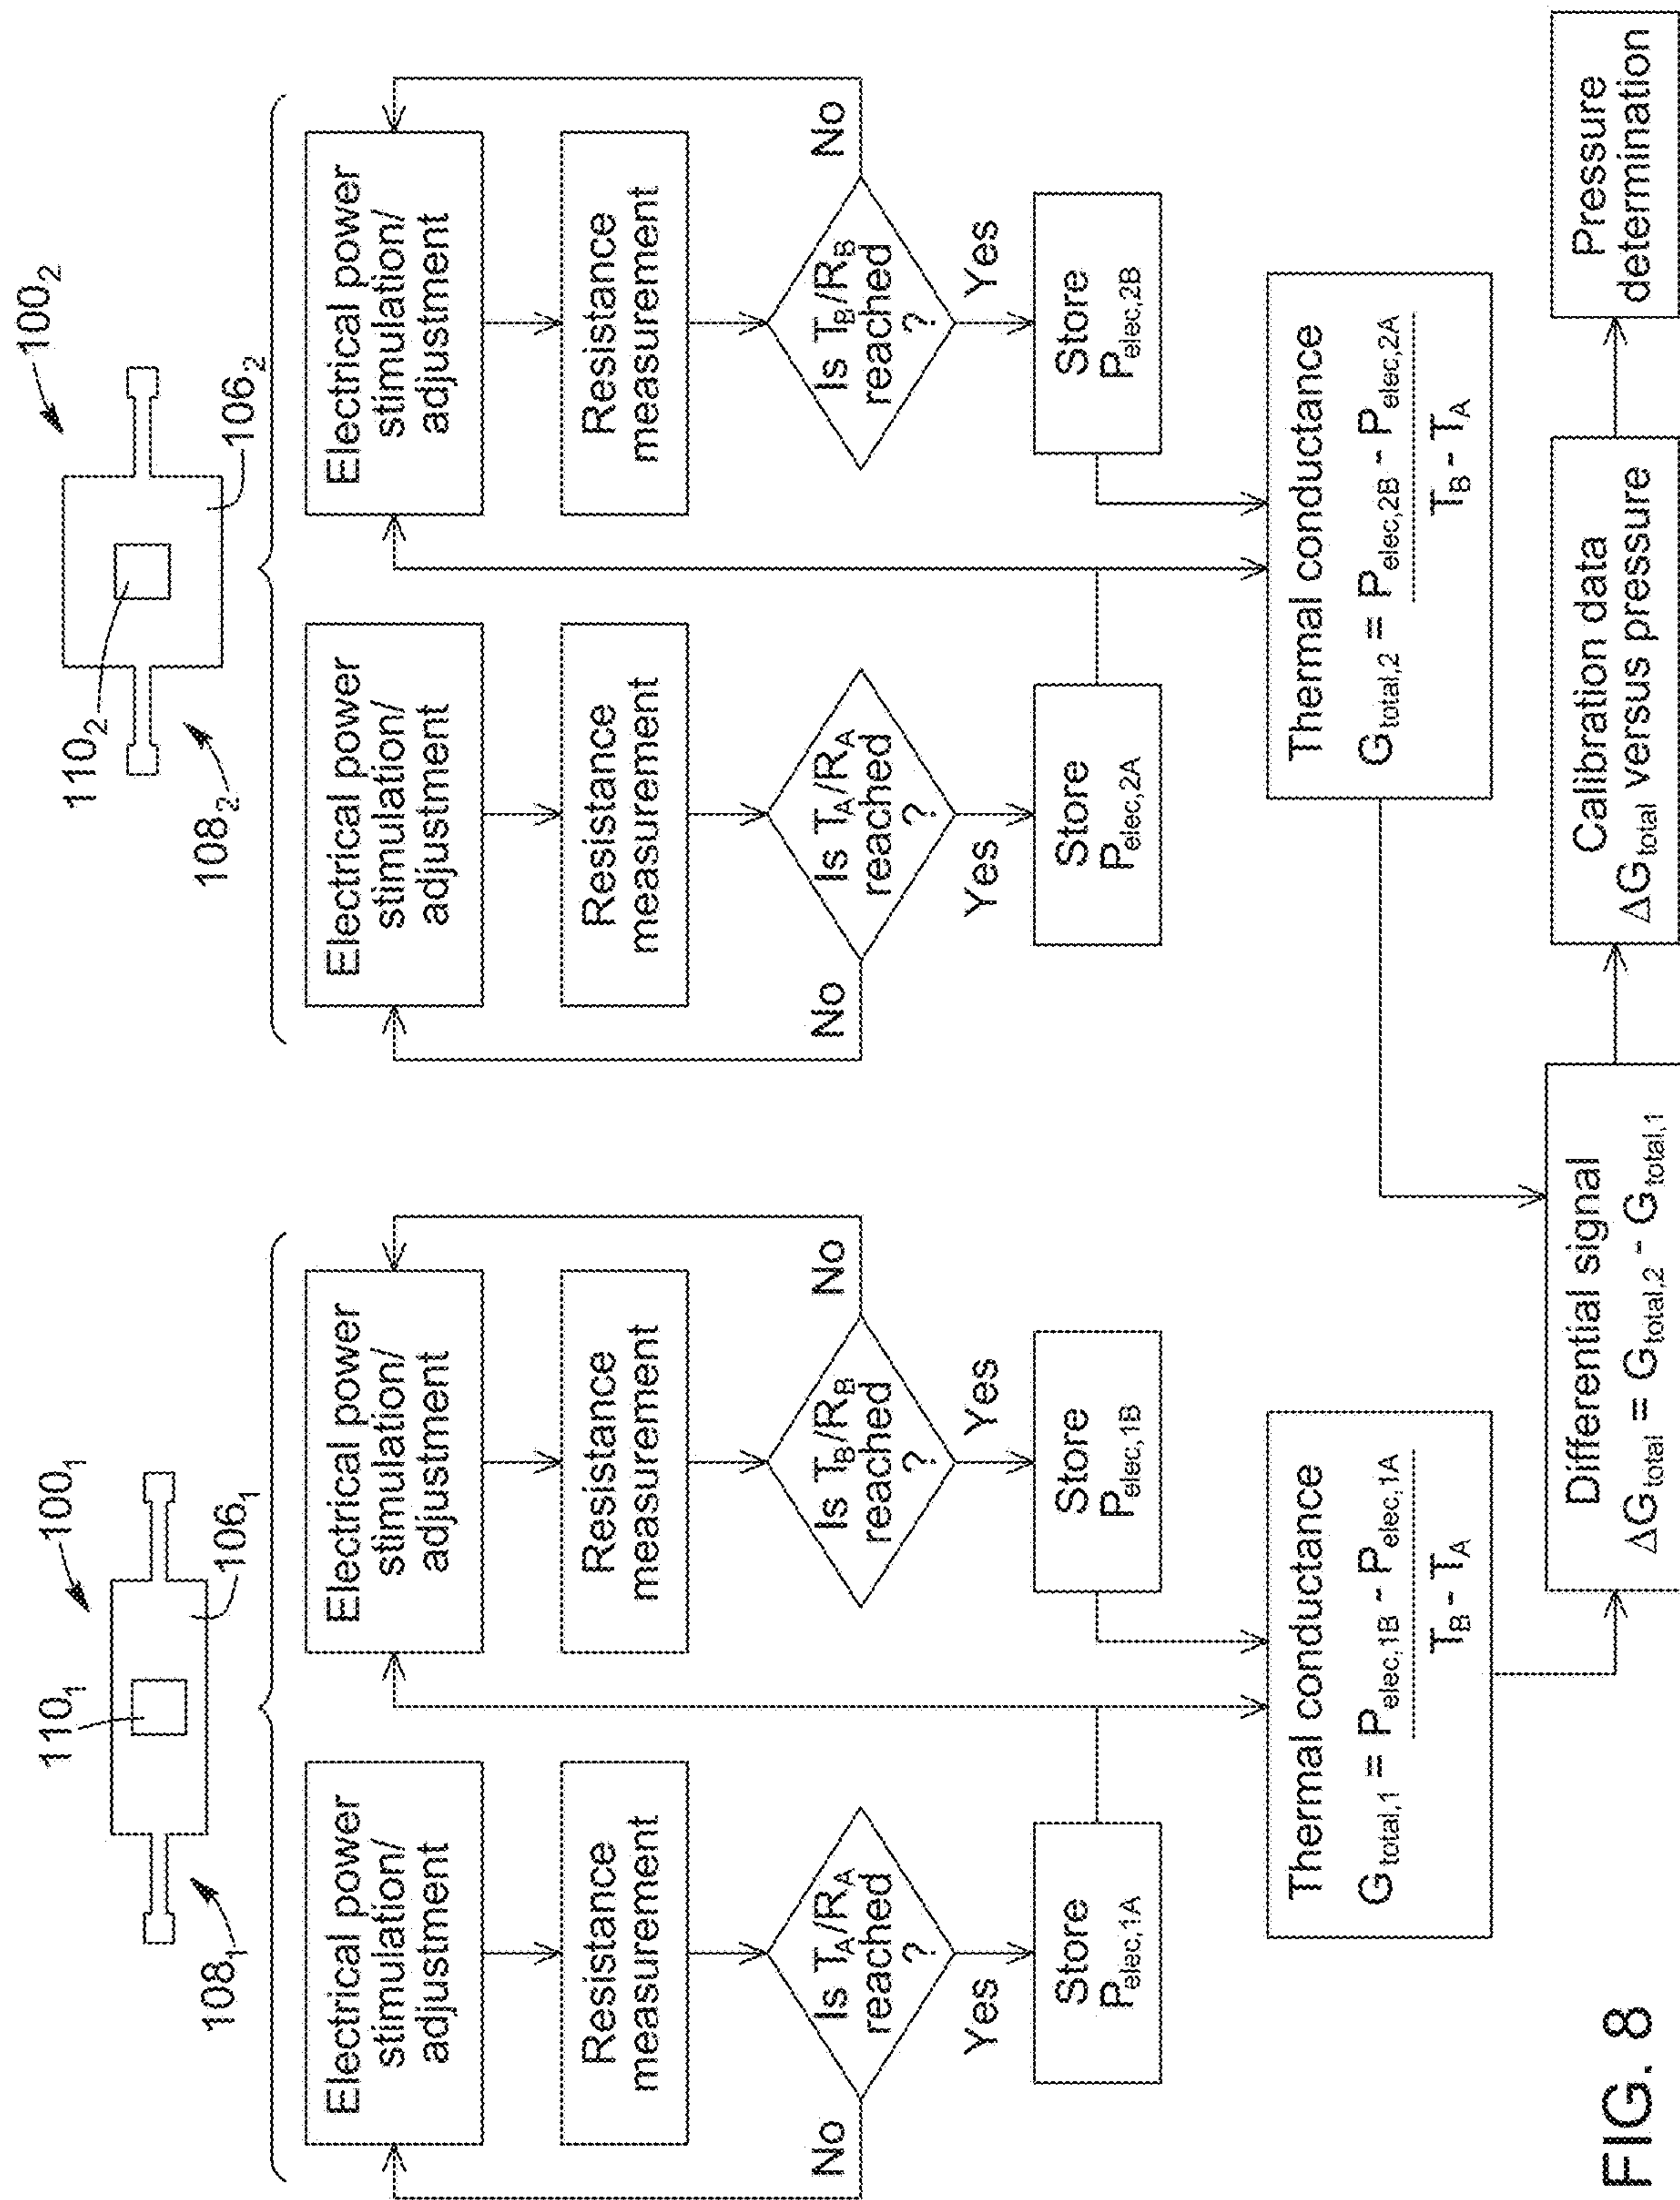 110₁
100₁
106₁
108₁
Electrical power
stimulation/
adjustment
Resistance
measurement
Is T_A/R_A
reached
?
No
Yes
Store
P_elec,1A
Electrical power
stimulation/
adjustment
Resistance
measurement
Is T_B/R_B
reached
?
No
Yes
Store
P_elec,1B
Thermal conductance
G_total,1 = P_elec,1B - P_elec,1A
T_B - T_A
110₂
100₂
106₂
108₂
Electrical power
stimulation/
adjustment
Resistance
measurement
Is T_A/R_A
reached
?
No
Yes
Store
P_elec,2A
Electrical power
stimulation/
adjustment
Resistance
measurement
Is T_B/R_B
reached
?
No
Yes
Store
P_elec,2B
Thermal conductance
G_total,2 = P_elec,2B - P_elec,2A
T_B - T_A
Differential signal
ΔG_total = G_total,2 - G_total,1
Calibration data
ΔG_total versus pressure
Pressure
determination
FIG. 8